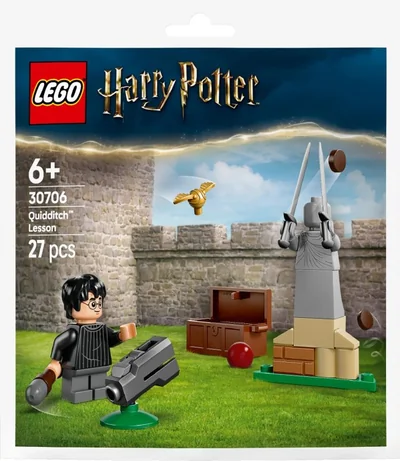 LEGO
Harry Potter
6+
30706
Quidditch™
Lesson
27 pcs